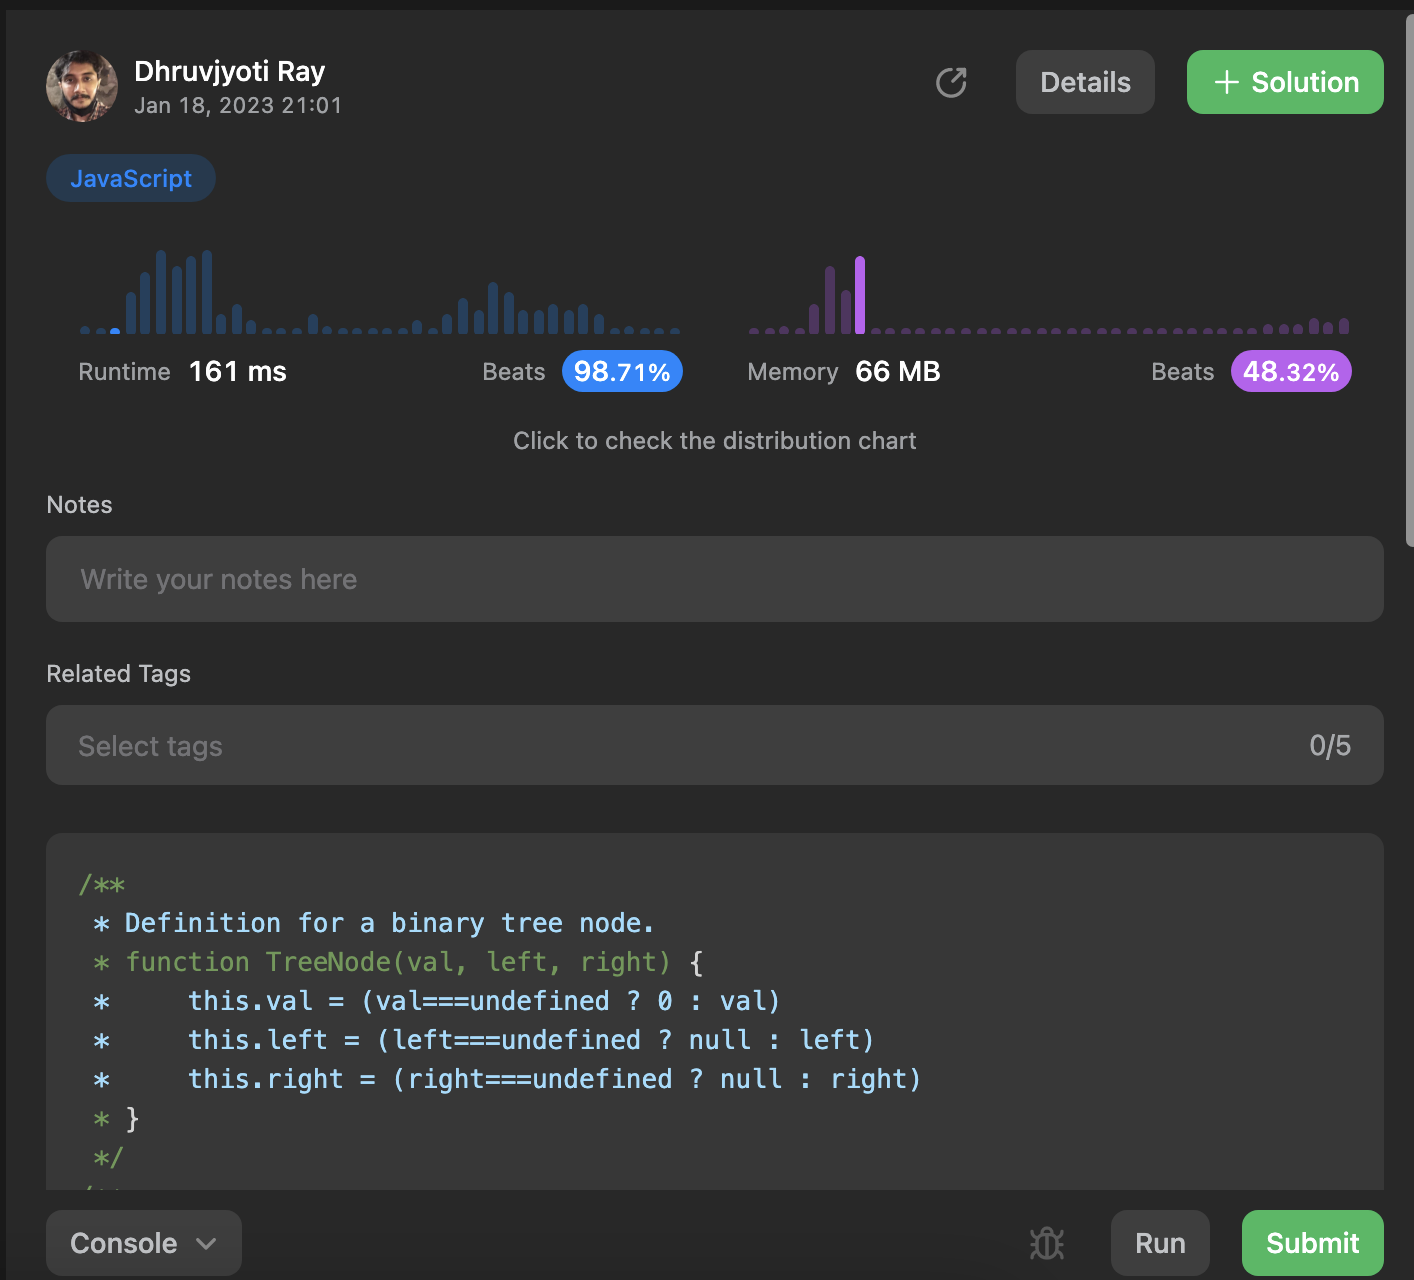 Dhruvjyoti Ray
Jan 18, 2023 21:01
Details
+ Solution
JavaScript
Runtime 161 ms
Beats 98.71%
Memory 66 MB
Beats 48.32%
Click to check the distribution chart
Notes
Write your notes here
Related Tags
Select tags
0/5
/**
 * Definition for a binary tree node.
 * function TreeNode(val, left, right) {
 *     this.val = (val===undefined ? 0 : val)
 *     this.left = (left===undefined ? null : left)
 *     this.right = (right===undefined ? null : right)
 * }
 */
Console
Run
Submit